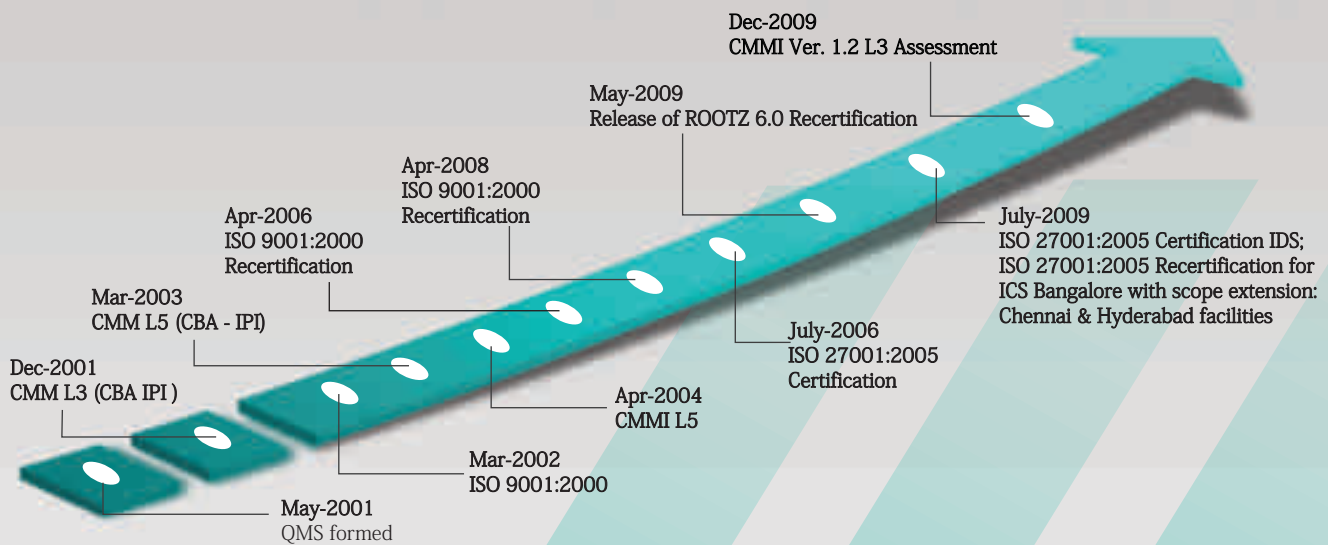 Dec-2009
CMMI Ver. 1.2 L3 Assessment
May-2009
Release of ROOTZ 6.0 Recertification
Apr-2008
ISO 9001:2000
Recertification
Apr-2006
ISO 9001:2000
Recertification
Mar-2003
CMM L5 (CBA - IPI)
Dec-2001
CMM L3 (CBA IPI )
July-2009
ISO 27001:2005 Certification IDS;
ISO 27001:2005 Recertification for
ICS Bangalore with scope extension:
Chennai & Hyderabad facilities
July-2006
ISO 27001:2005
Certification
Apr-2004
CMMI L5
Mar-2002
ISO 9001:2000
May-2001
QMS formed